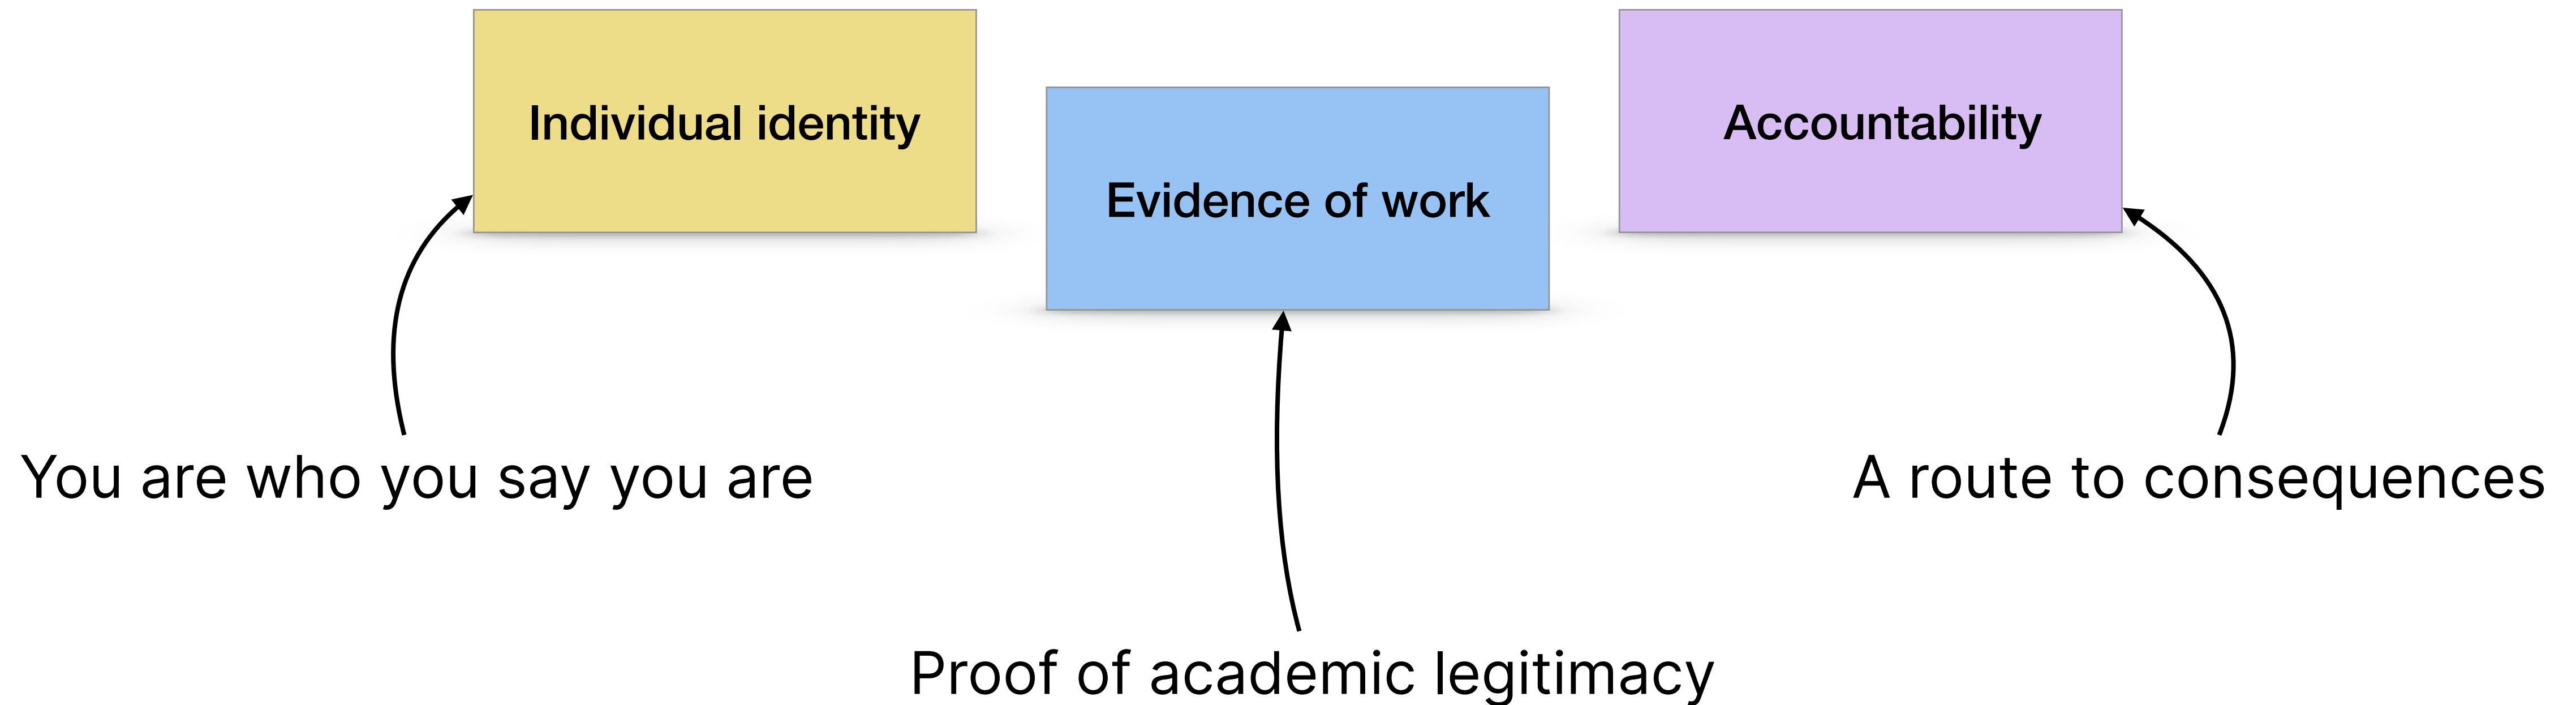 Individual identity
Evidence of work
Accountability
You are who you say you are
Proof of academic legitimacy
A route to consequences